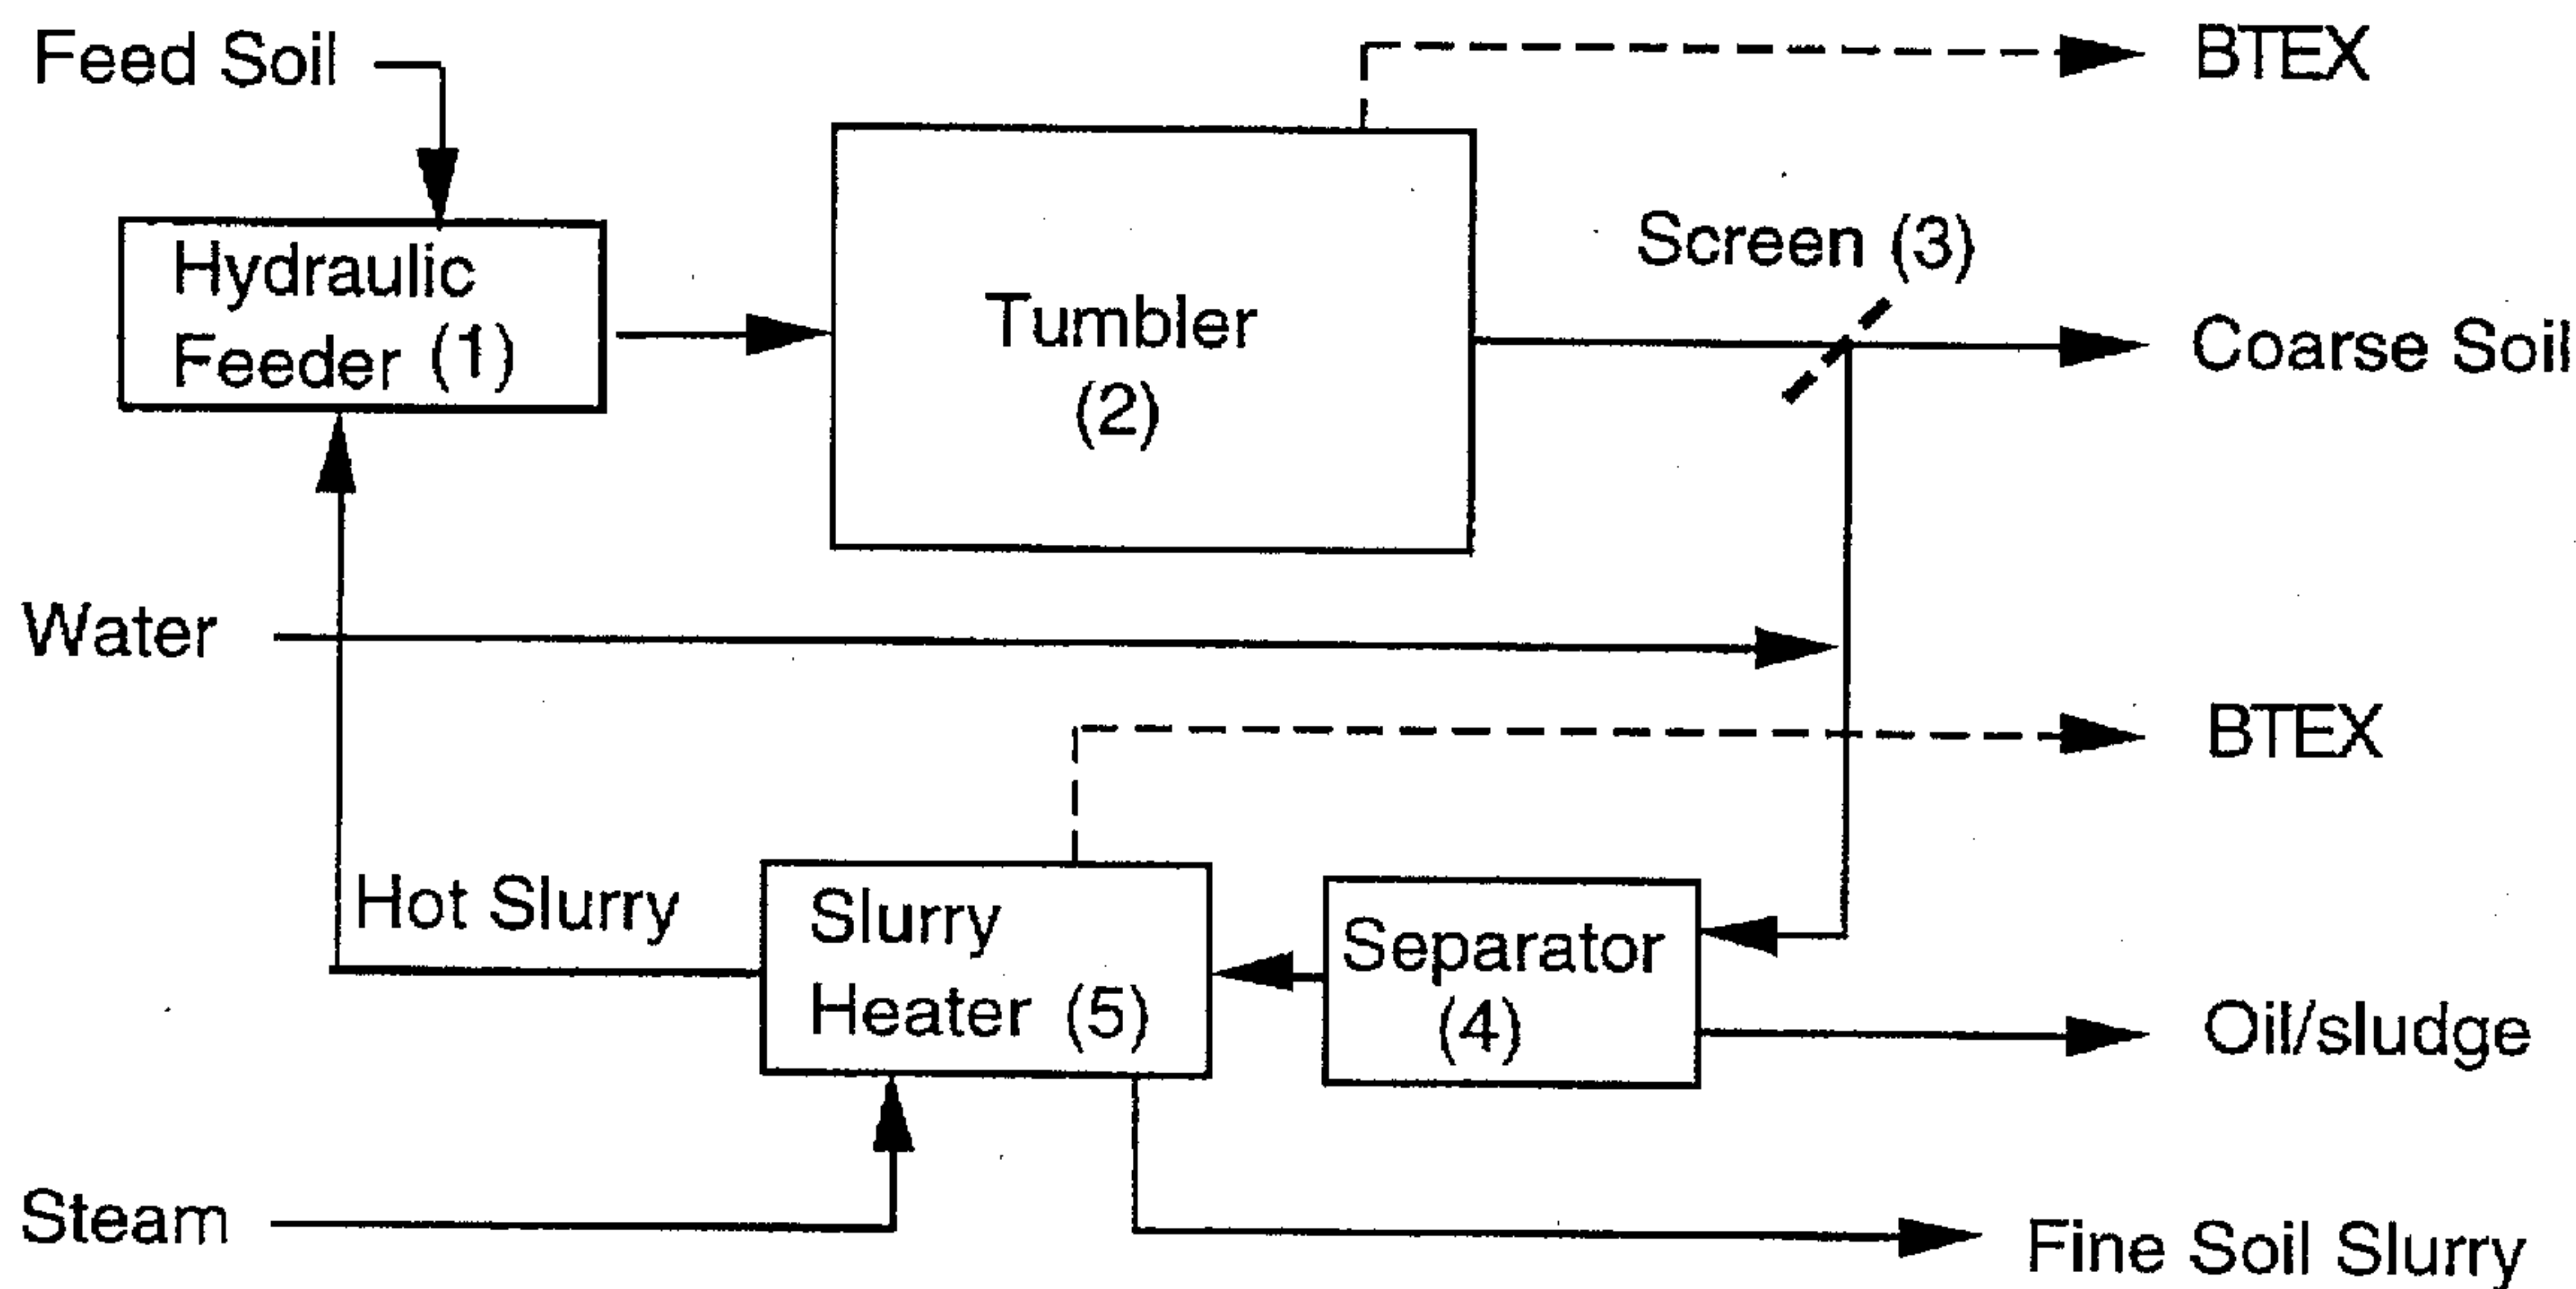 Feed Soil
BTEX
Hydraulic
Feeder (1)
Tumbler
(2)
Screen (3)
Coarse Soil
Water
BTEX
Hot Slurry
Slurry
Heater (5)
Separator
(4)
Oil/sludge
Steam
Fine Soil Slurry